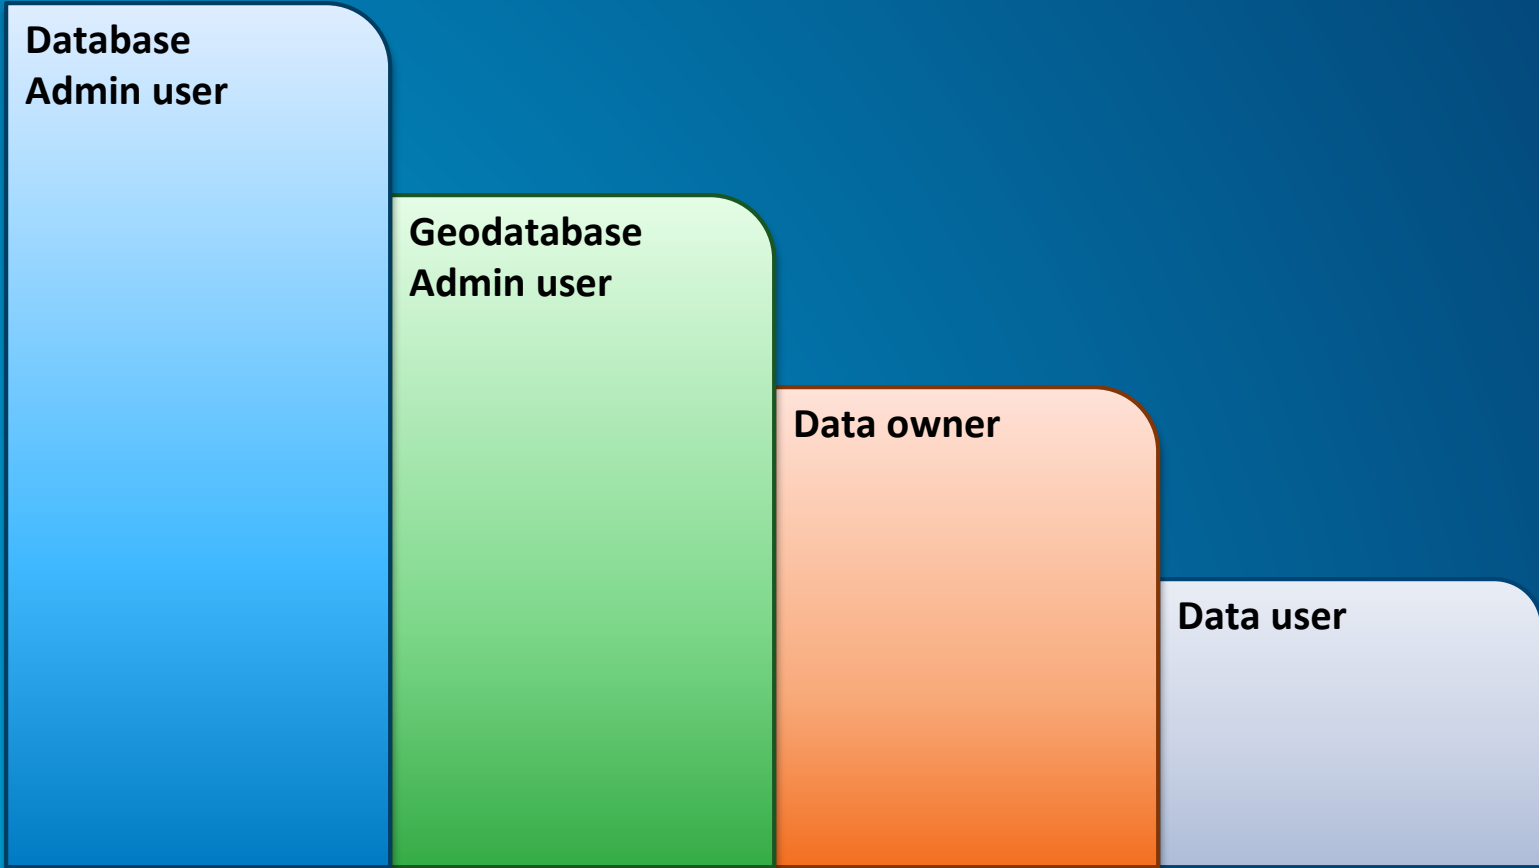 Database
Admin user
Geodatabase
Admin user
Data owner
Data user